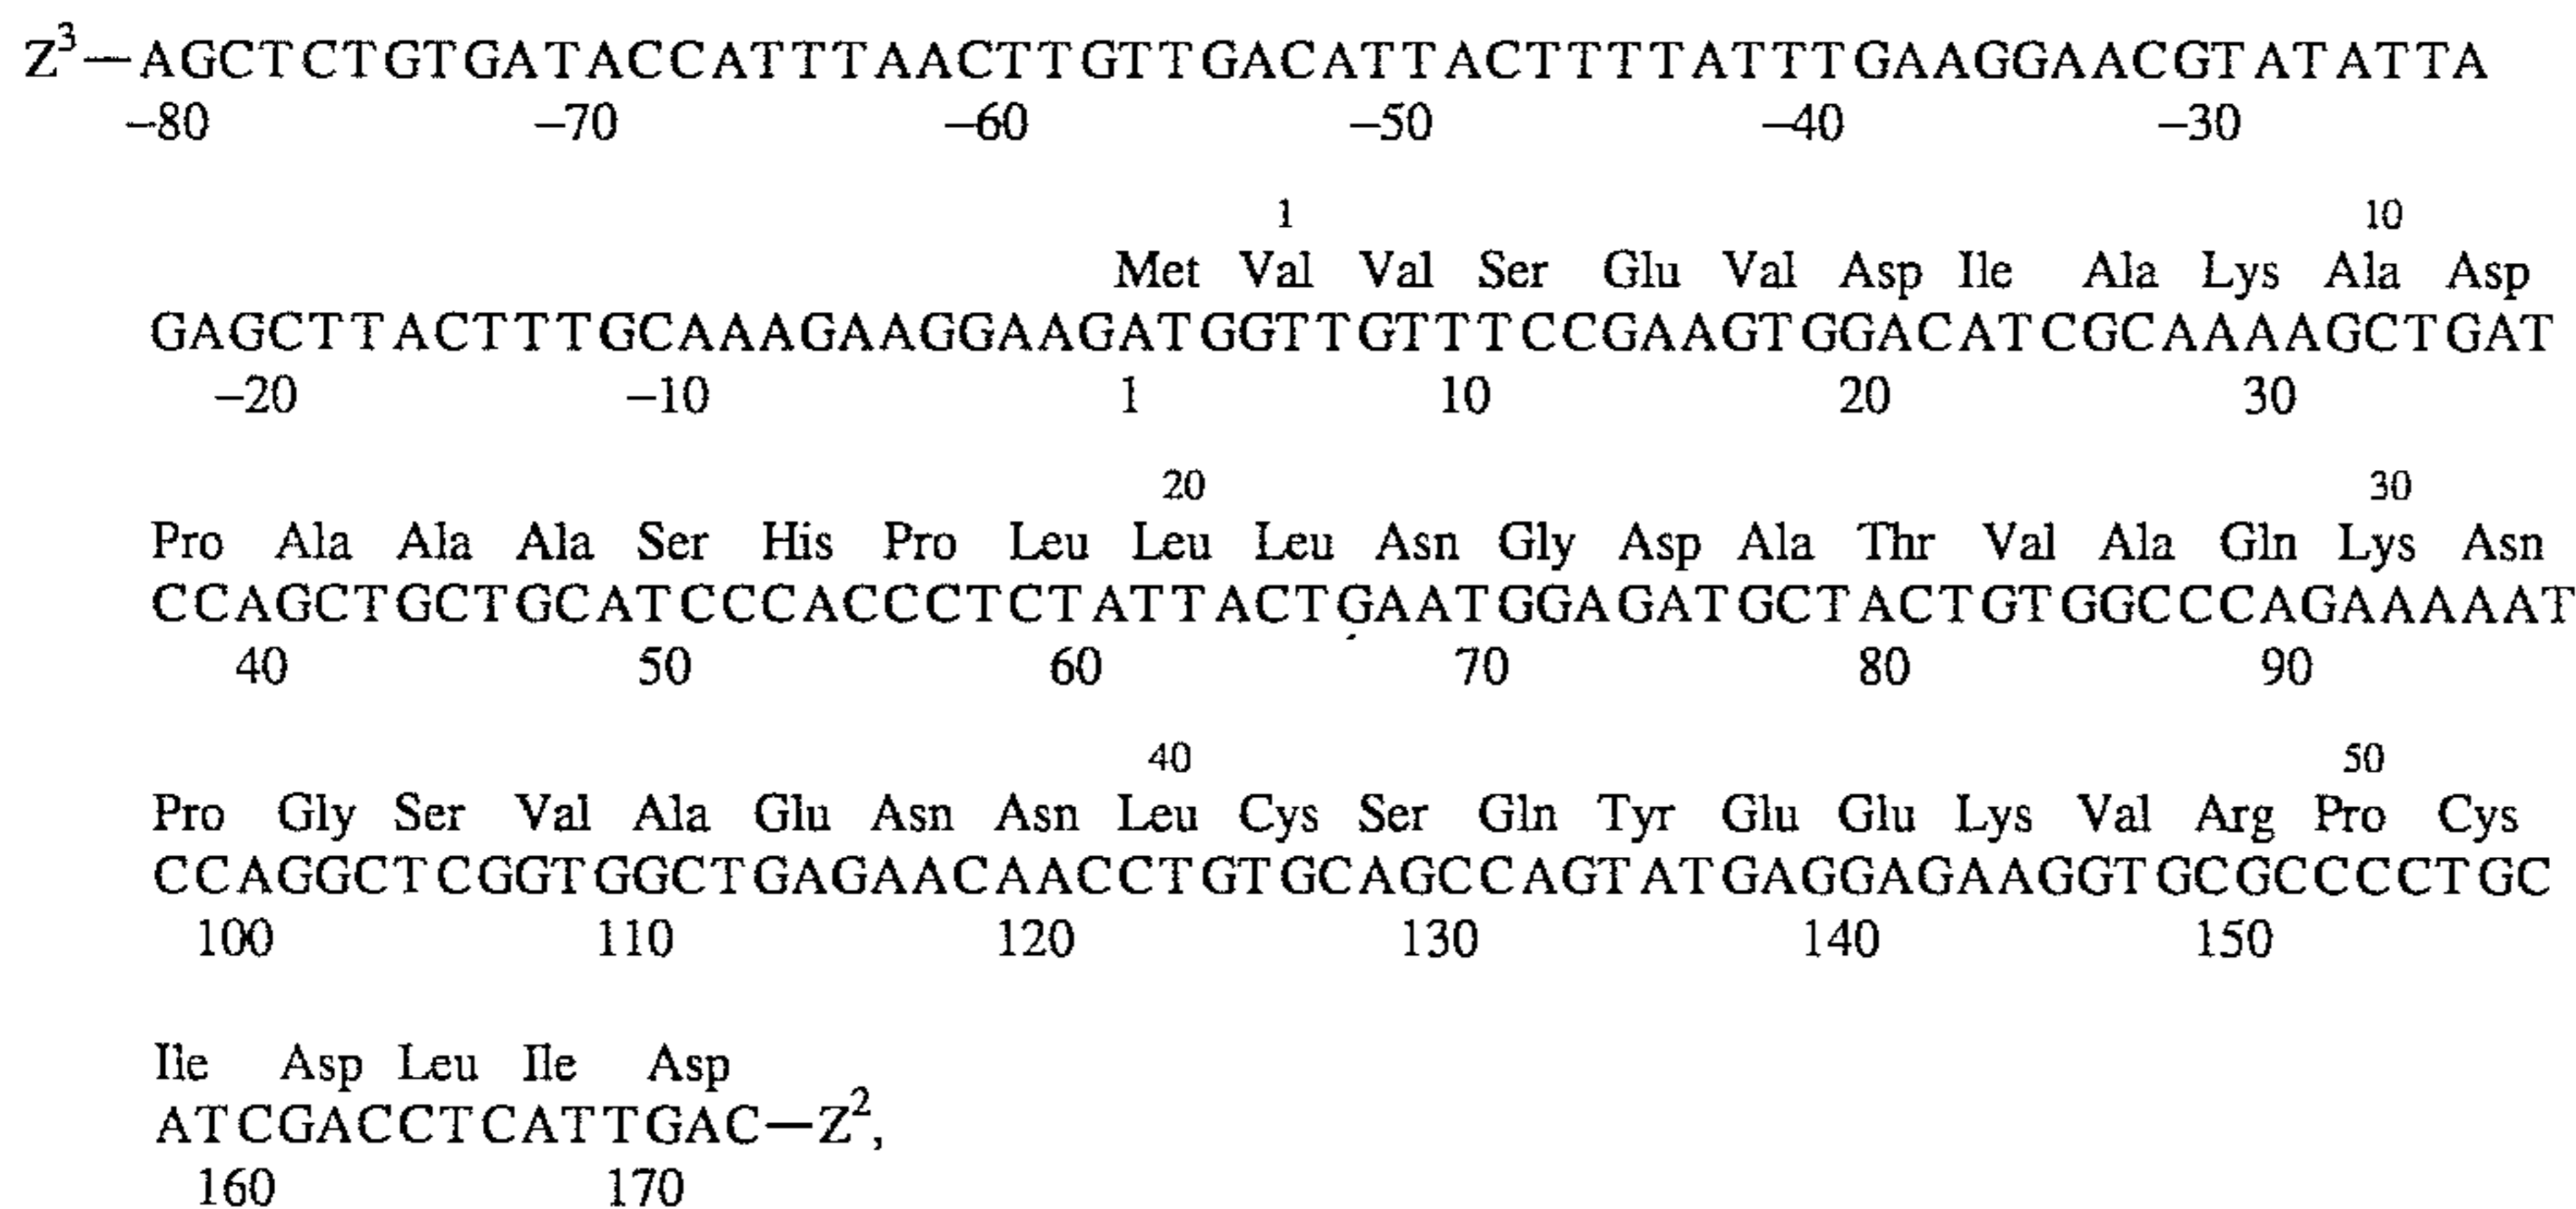 Z³—AGCTCTGTGATACCATTTAACTTGTTGACATTACTTTTATTTGAAGGAACGTATATTA
-80 -70 -60 -50 -40 -30
1 10
Met Val Val Ser Glu Val Asp Ile Ala Lys Ala Asp
GAGCTTACTTTGCAAAGAAGGAAGATGGTTGTTTCCGAAGTGGACATCGCAAAAGCTGAT
-20 -10 1 10 20 30
20 30
Pro Ala Ala Ala Ser His Pro Leu Leu Leu Asn Gly Asp Ala Thr Val Ala Gln Lys Asn
CCAGCTGCTGCATCCCACCCTCTATTACTGAATGGAGATGCTACTGTGGCCCAGAAAAAT
40 50 60 70 80 90
40 50
Pro Gly Ser Val Ala Glu Asn Asn Leu Cys Ser Gln Tyr Glu Glu Lys Val Arg Pro Cys
CCAGGCTCGGTGGCTGAGAACAACCTGTGCAGCCAGTATGAGGAGAAGGTGCGCCCCTGC
100 110 120 130 140 150
Ile Asp Leu Ile Asp
ATCGACCTCATTGAC—Z²,
160 170